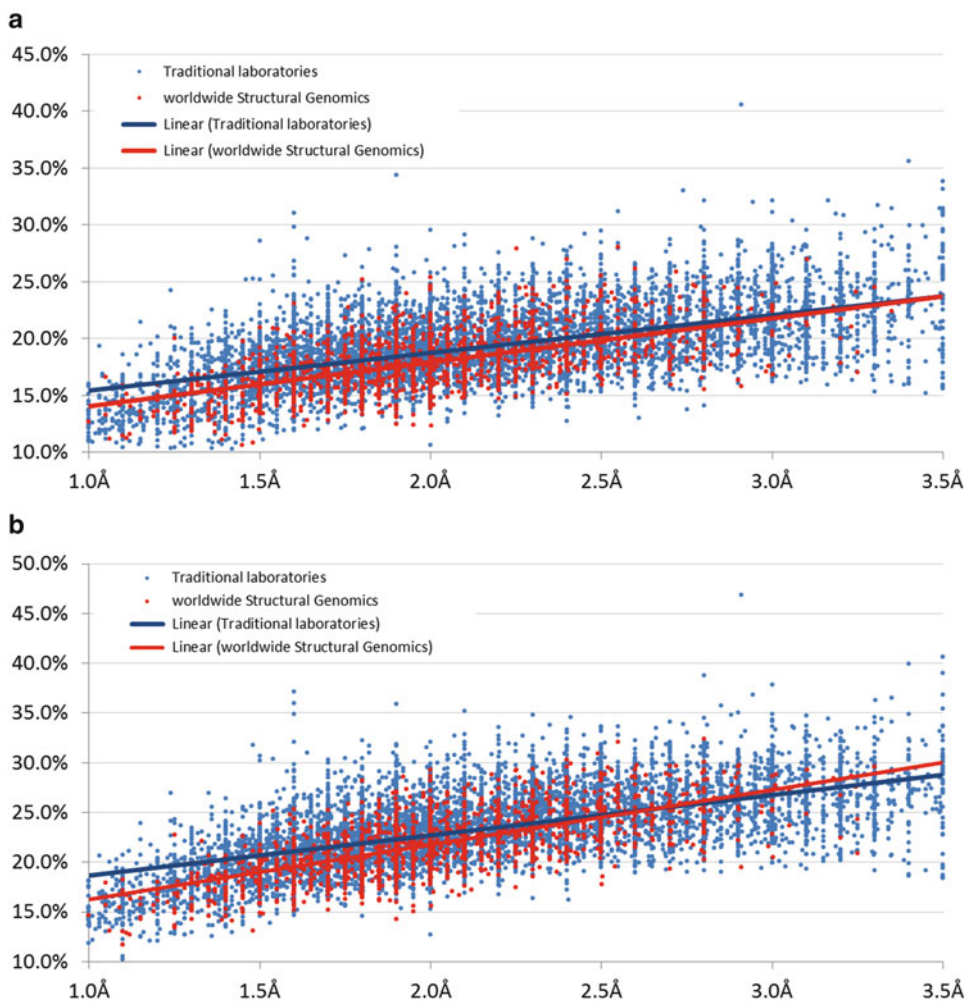 a
45.0%
40.0%
35.0%
30.0%
25.0%
20.0%
15.0%
10.0%
Traditional laboratories
worldwide Structural Genomics
Linear (Traditional laboratories)
Linear (worldwide Structural Genomics)
1.0Å 1.5Å 2.0Å 2.5Å 3.0Å 3.5Å
b
50.0%
45.0%
40.0%
35.0%
30.0%
25.0%
20.0%
15.0%
10.0%
Traditional laboratories
worldwide Structural Genomics
Linear (Traditional laboratories)
Linear (worldwide Structural Genomics)
1.0Å 1.5Å 2.0Å 2.5Å 3.0Å 3.5Å